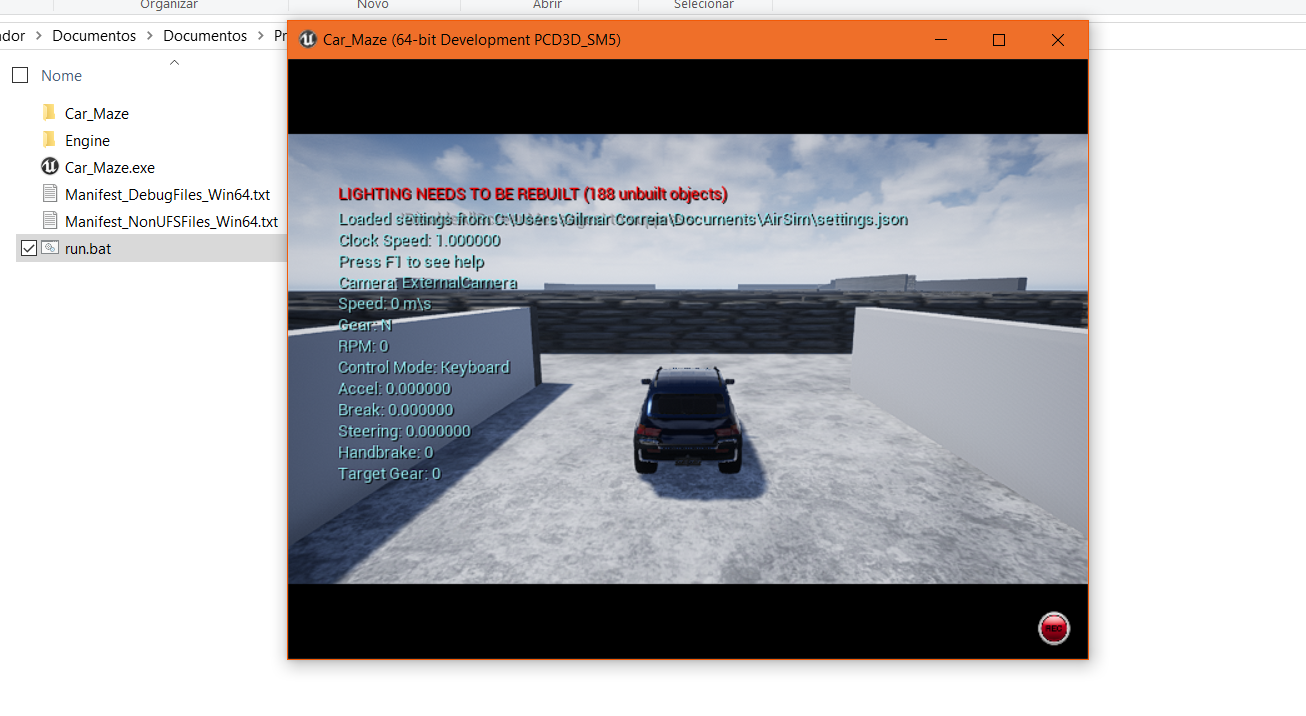 Organizar
Novo
Abrir
Selecionar
dor > Documentos > Documentos > Pr
Nome
Car_Maze
Engine
Car_Maze.exe
Manifest_DebugFiles_Win64.txt
Manifest_NonUFSFiles_Win64.txt
run.bat
Car_Maze (64-bit Development PCD3D_SM5)
LIGHTING NEEDS TO BE REBUILT (188 unbuilt objects)
Loaded settings from C:\Users\Gilmar Correia\Documents\AirSim\settings.json
Clock Speed: 1.000000
Press F1 to see help
Camera: ExternalCamera
Speed: 0 m\s
Gear: N
RPM: 0
Control Mode: Keyboard
Accel: 0.000000
Break: 0.000000
Steering: 0.000000
Handbrake: 0
Target Gear: 0
REC